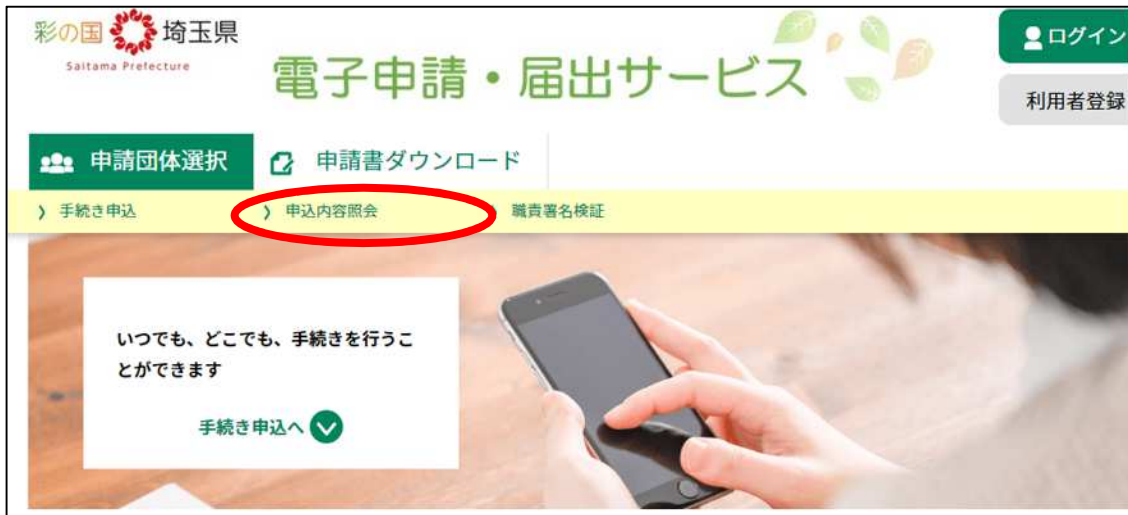 彩の国 埼玉県
Saitama Prefecture
電子申請・届出サービス
ログイン
利用者登録
申請団体選択
申請書ダウンロード
手続き申込
申込内容照会
職責署名検証
いつでも、どこでも、手続きを行うこ
とができます
手続き申込へ